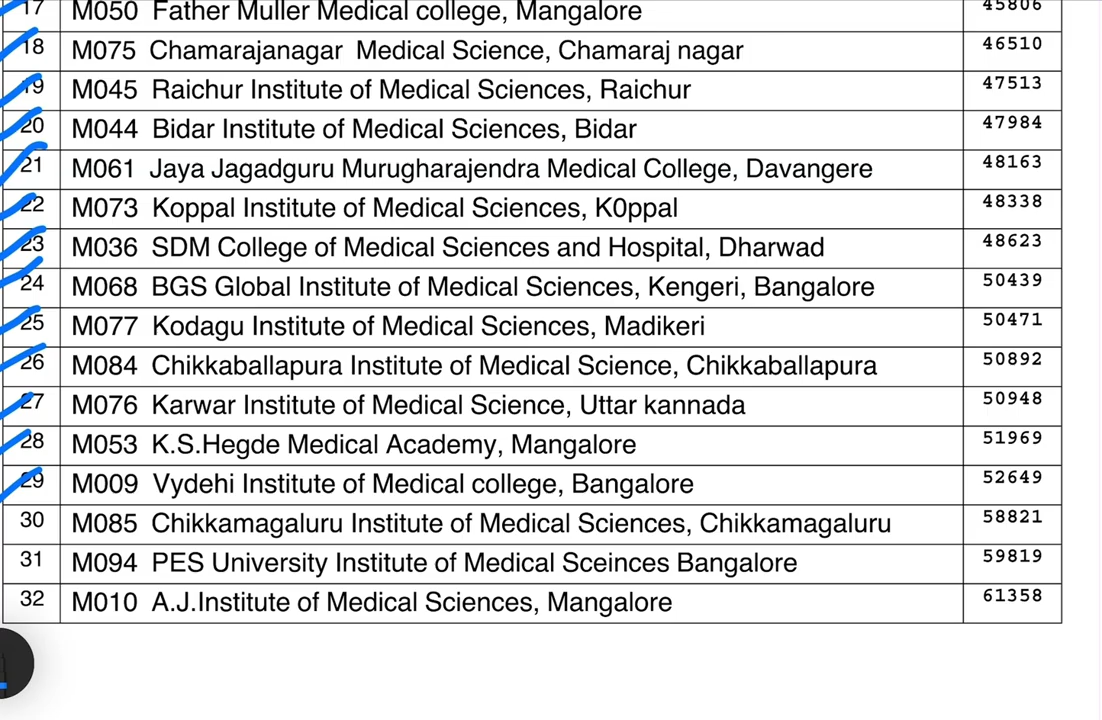 17 M050 Father Muller Medical college, Mangalore 45806
18 M075 Chamarajanagar Medical Science, Chamaraj nagar 46510
19 M045 Raichur Institute of Medical Sciences, Raichur 47513
20 M044 Bidar Institute of Medical Sciences, Bidar 47984
21 M061 Jaya Jagadguru Murugharajendra Medical College, Davangere 48163
22 M073 Koppal Institute of Medical Sciences, K0ppal 48338
23 M036 SDM College of Medical Sciences and Hospital, Dharwad 48623
24 M068 BGS Global Institute of Medical Sciences, Kengeri, Bangalore 50439
25 M077 Kodagu Institute of Medical Sciences, Madikeri 50471
26 M084 Chikkaballapura Institute of Medical Science, Chikkaballapura 50892
27 M076 Karwar Institute of Medical Science, Uttar kannada 50948
28 M053 K.S.Hegde Medical Academy, Mangalore 51969
29 M009 Vydehi Institute of Medical college, Bangalore 52649
30 M085 Chikkamagaluru Institute of Medical Sciences, Chikkamagaluru 58821
31 M094 PES University Institute of Medical Sceinces Bangalore 59819
32 M010 A.J.Institute of Medical Sciences, Mangalore 61358